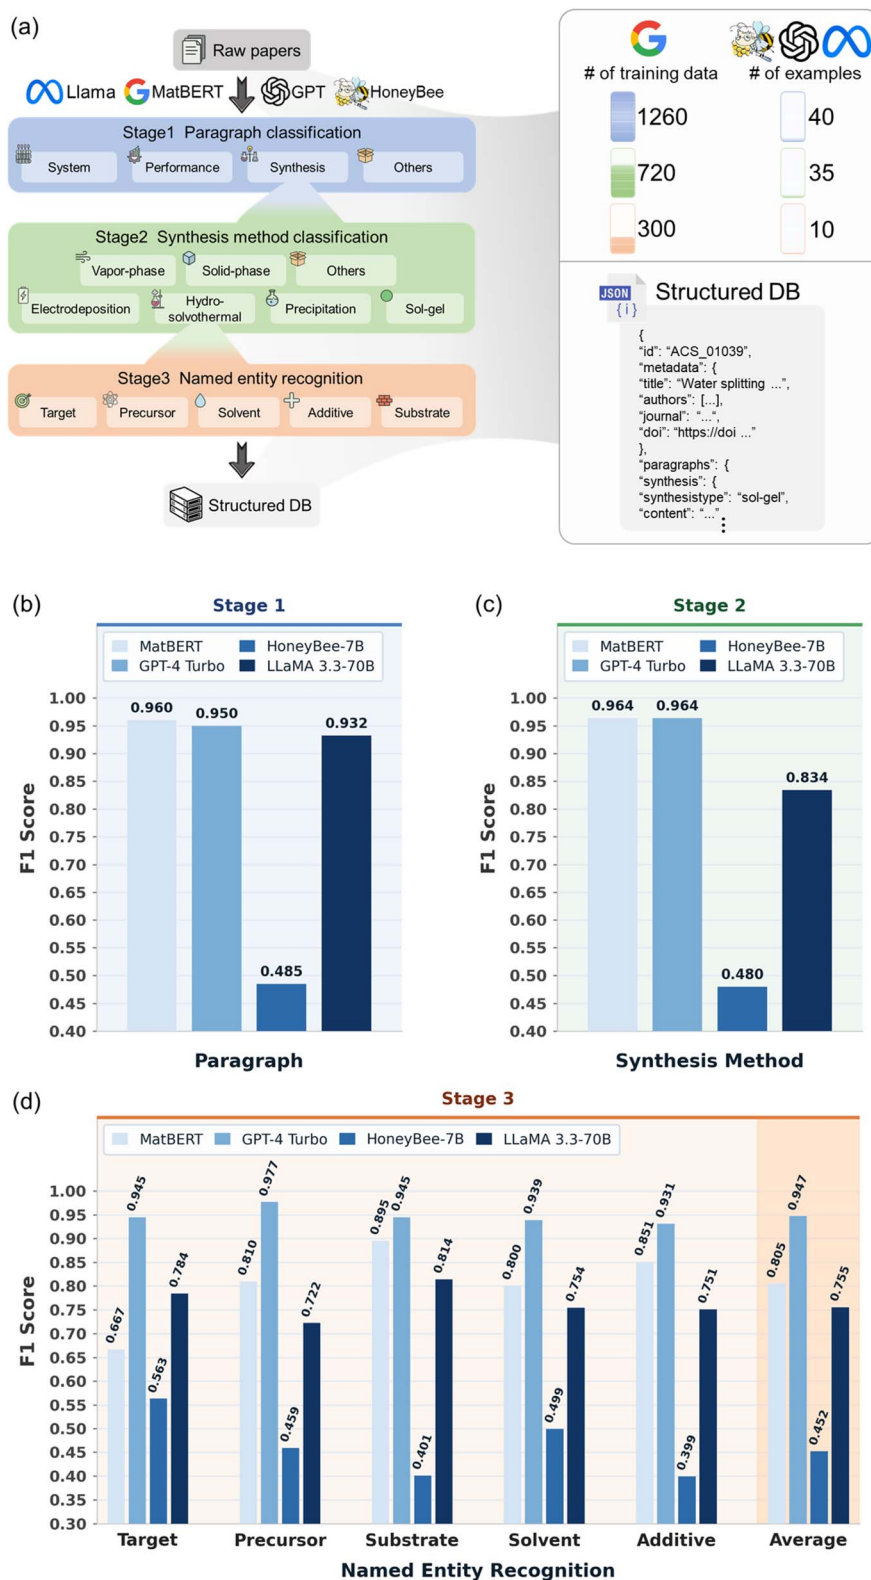 (a)
Raw papers
Llama MatBERT GPT HoneyBee
Stage1 Paragraph classification
System Performance Synthesis Others
Stage2 Synthesis method classification
Vapor-phase Solid-phase Others
Electrodeposition Hydro-solvothermal Precipitation Sol-gel
Stage3 Named entity recognition
Target Precursor Solvent Additive Substrate
Structured DB
# of training data # of examples
1260 40
720 35
300 10
JSON
{i}
Structured DB
{
“id”: “ACS_01039”,
“metadata”: {
“title”: “Water splitting ...”,
“authors”: [...],
“journal”: “...“,
“doi”: “https://doi ...”
},
“paragraphs”: {
“synthesis”: {
“synthesistype”: “sol-gel”,
“content”: “...”
⋮
(b)
Stage 1
MatBERT HoneyBee-7B
GPT-4 Turbo LLaMA 3.3-70B
F1 Score
1.00
0.95
0.90
0.85
0.80
0.75
0.70
0.65
0.60
0.55
0.50
0.45
0.40
0.960 0.950 0.485 0.932
Paragraph
(c)
Stage 2
MatBERT HoneyBee-7B
GPT-4 Turbo LLaMA 3.3-70B
F1 Score
1.00
0.95
0.90
0.85
0.80
0.75
0.70
0.65
0.60
0.55
0.50
0.45
0.40
0.964 0.964 0.480 0.834
Synthesis Method
(d)
Stage 3
MatBERT GPT-4 Turbo HoneyBee-7B LLaMA 3.3-70B
F1 Score
1.00
0.95
0.90
0.85
0.80
0.75
0.70
0.65
0.60
0.55
0.50
0.45
0.40
0.35
0.30
0.667 0.945 0.563 0.784
0.810 0.977 0.459 0.722
0.895 0.945 0.401 0.814
0.800 0.939 0.499 0.754
0.851 0.931 0.399 0.751
0.805 0.947 0.452 0.755
Target Precursor Substrate Solvent Additive Average
Named Entity Recognition